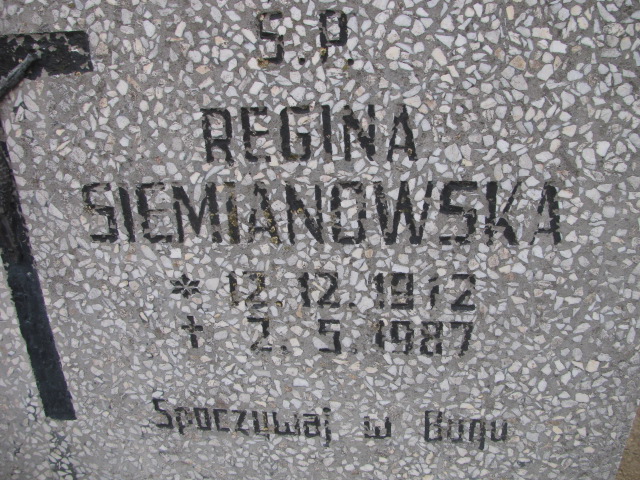 Ś.P.
REGINA
SIEMIANOWSKA
* 12.12.1912
† 2. 5. 1987
Spoczywaj w Bogu